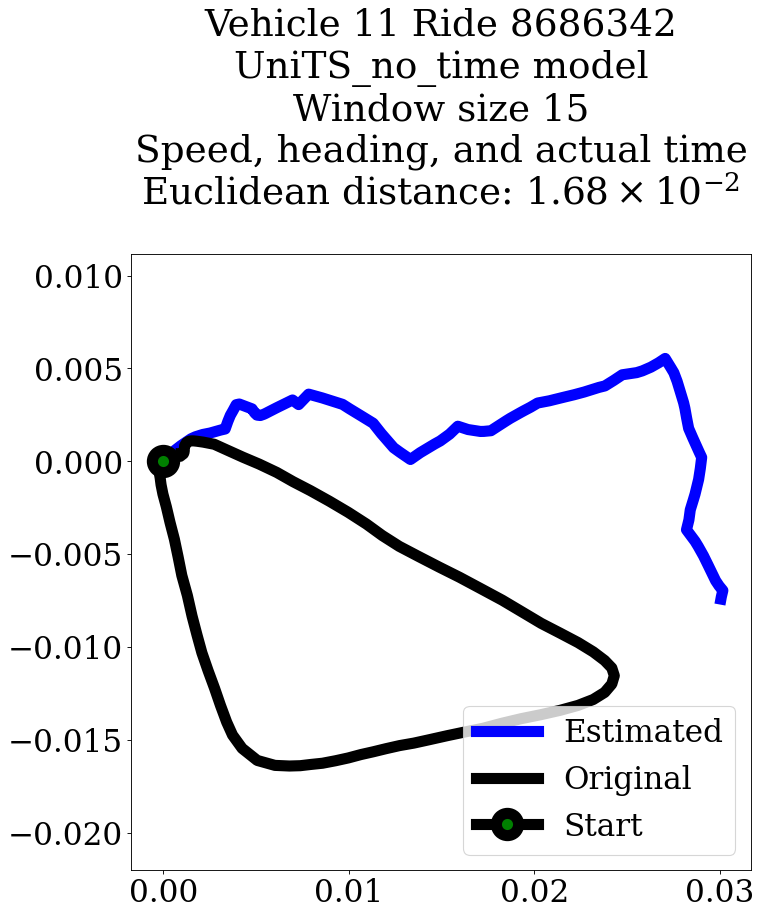 Vehicle 11 Ride 8686342
UniTS_no_time model
Window size 15
Speed, heading, and actual time
Euclidean distance: 1.68 × 10⁻²
0.010
0.005
0.000
−0.005
−0.010
−0.015
−0.020
Estimated
Original
Start
0.00 0.01 0.02 0.03